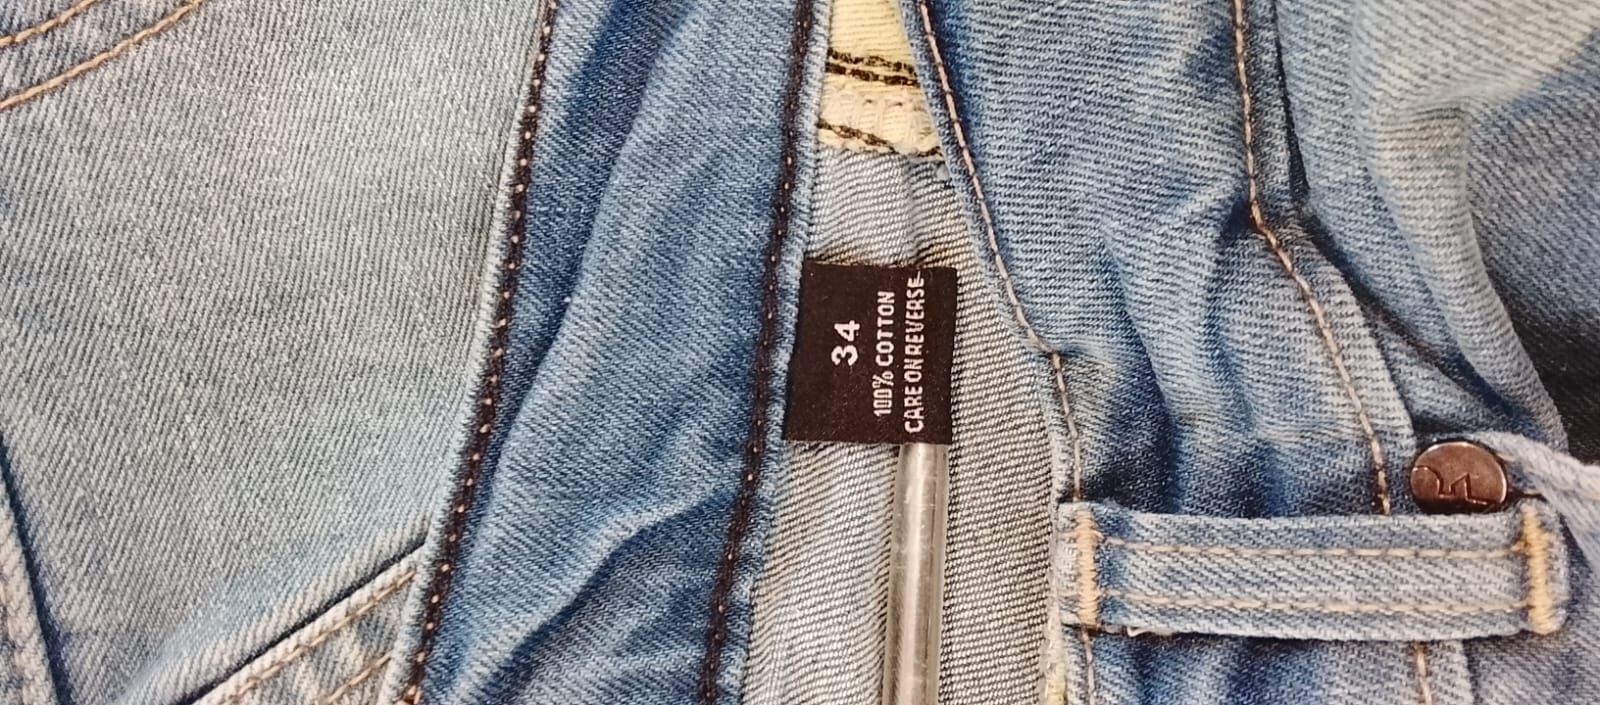 34
100% COTTON
CARE ON REVERSE